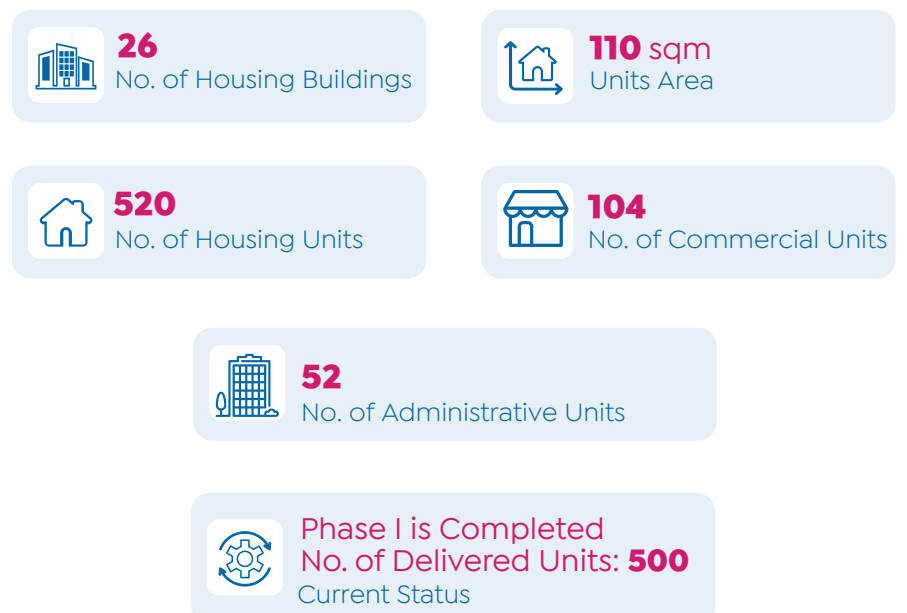 26
No. of Housing Buildings
110 sqm
Units Area
520
No. of Housing Units
104
No. of Commercial Units
52
No. of Administrative Units
Phase I is Completed
No. of Delivered Units: 500
Current Status